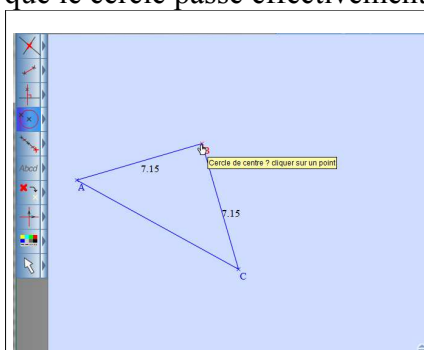 que le cercle passe effectivement
Abcd
7.15
B
Cercle de centre ? cliquer sur un point
A
7.15
C